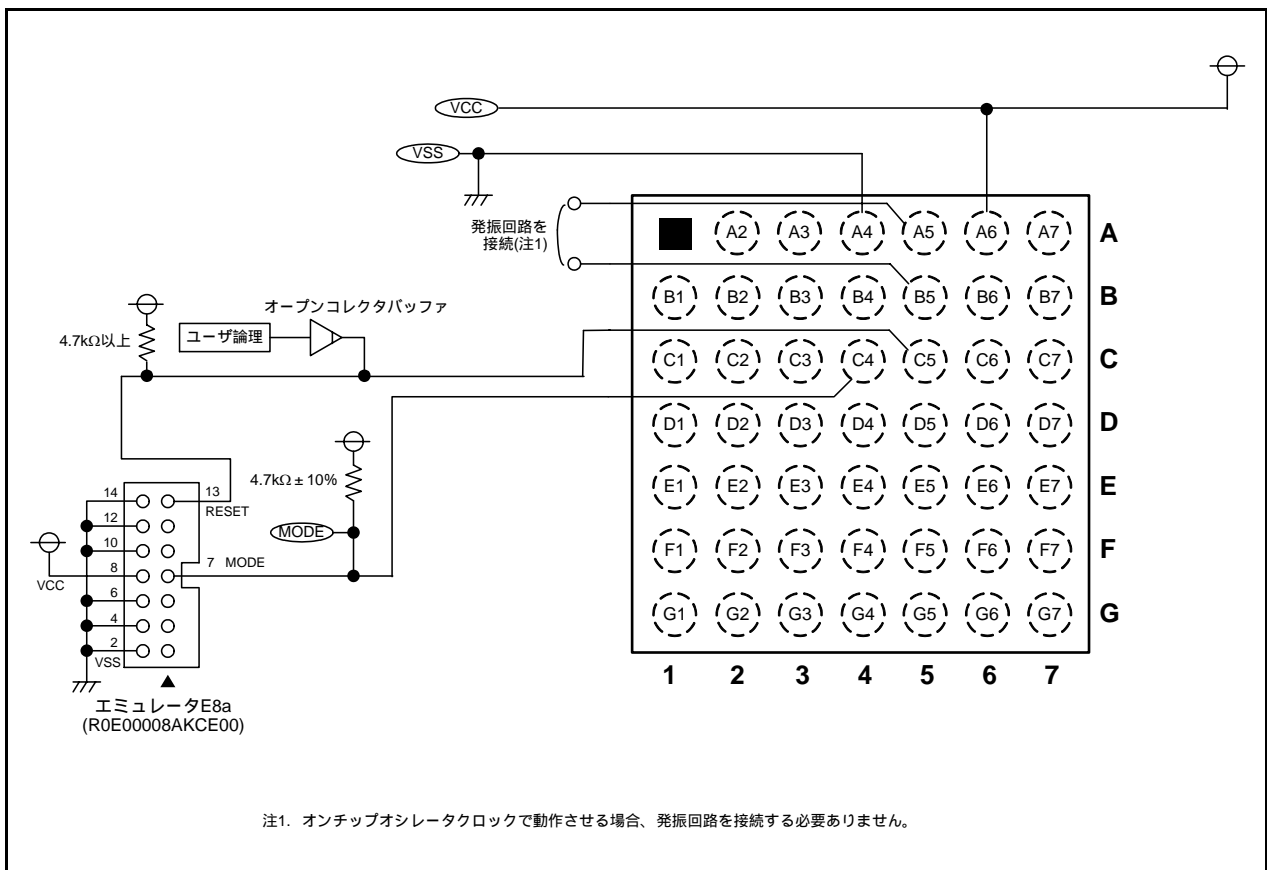 VCC
VSS
発振回路を
接続(注1)
A2 A3 A4 A5 A6 A7 A
B1 B2 B3 B4 B5 B6 B7 B
オープンコレクタバッファ
4.7kΩ以上
ユーザ論理
C1 C2 C3 C4 C5 C6 C7 C
D1 D2 D3 D4 D5 D6 D7 D
4.7kΩ±10%
E1 E2 E3 E4 E5 E6 E7 E
14 13
RESET
12
MODE
10
F1 F2 F3 F4 F5 F6 F7 F
8 7 MODE
VCC
6
4
G1 G2 G3 G4 G5 G6 G7 G
2
VSS
1 2 3 4 5 6 7
エミュレータE8a
(R0E00008AKCE00)
注1. オンチップオシレータクロックで動作させる場合、発振回路を接続する必要ありません。